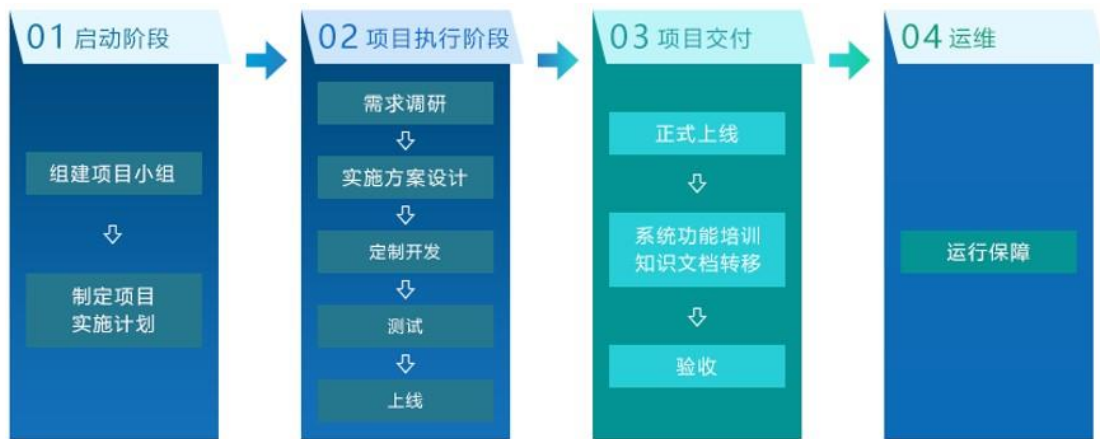 01 启动阶段
组建项目小组
制定项目
实施计划
02 项目执行阶段
需求调研
实施方案设计
定制开发
测试
上线
03 项目交付
正式上线
系统功能培训
知识文档转移
验收
04 运维
运行保障